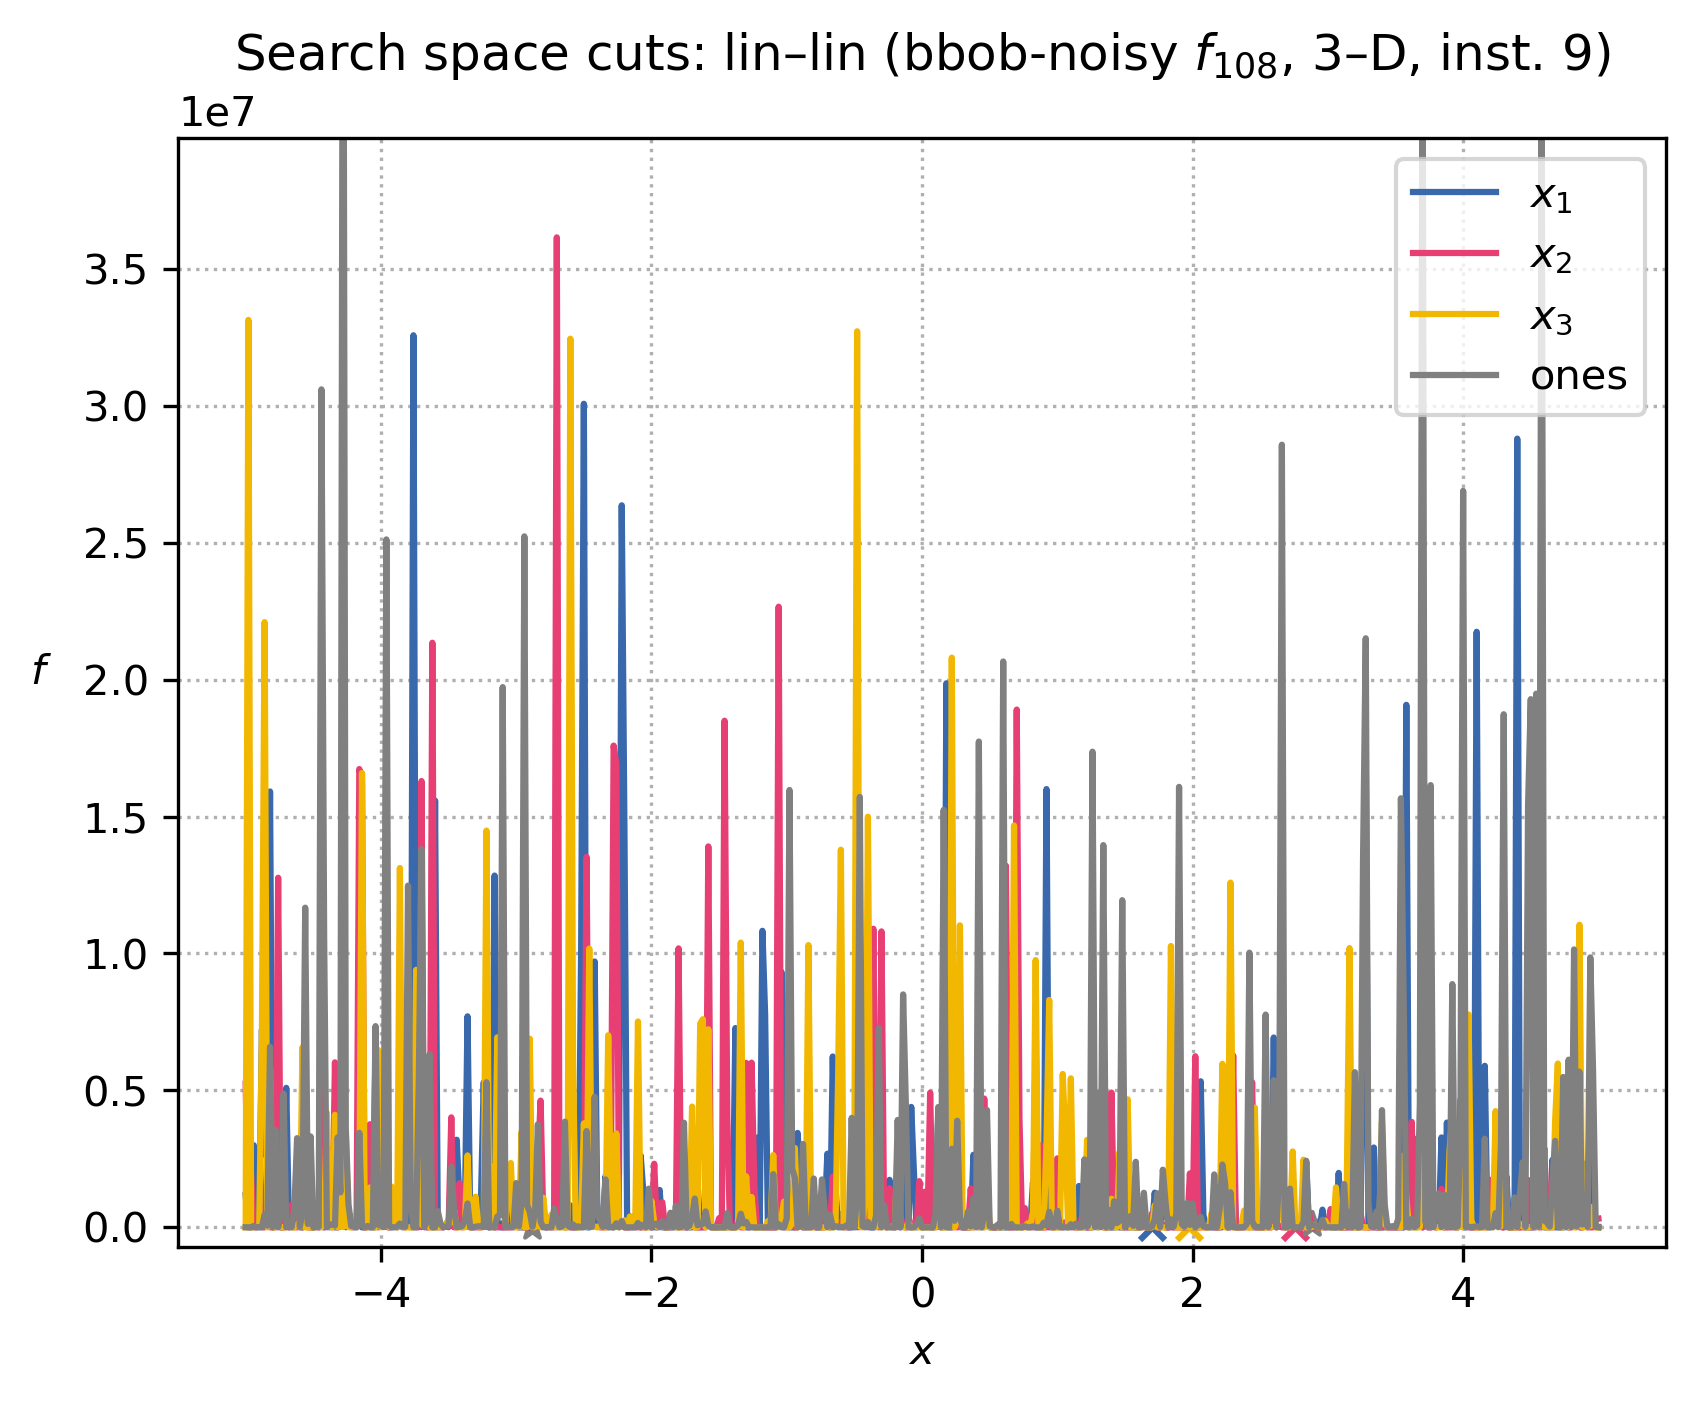 Search space cuts: lin–lin (bbob-noisy f₁₀₈, 3–D, inst. 9)
1e7
x₁
x₂
x₃
ones
3.5
3.0
2.5
2.0
1.5
1.0
0.5
0.0
f
−4
−2
0
2
4
x